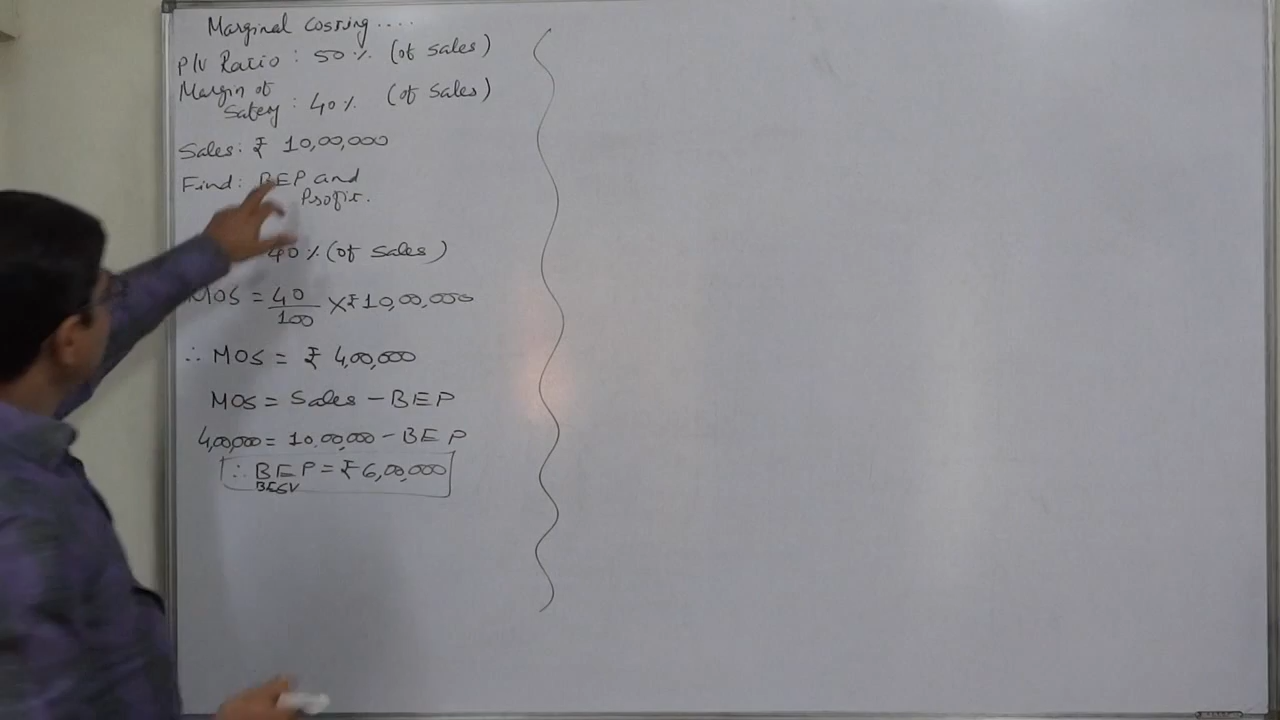 Marginal Costing....
P/V Ratio : 50% (of sales)
Margin of
Safety : 40% (of sales)
Sales: ₹ 10,00,000
Find: BEP and
Profit.
40% (of sales)
MOS = 40/100 × ₹10,00,000
∴ MOS = ₹ 4,00,000
MOS = Sales - BEP
4,00,000 = 10,00,000 - BEP
∴ BEP = ₹6,00,000
BESV